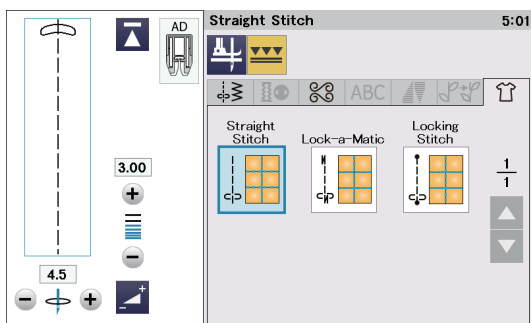 AD
3.00
4.5
Straight Stitch 5:01
ABC
Straight
Stitch
Lock-a-Matic
Locking
Stitch
1
1